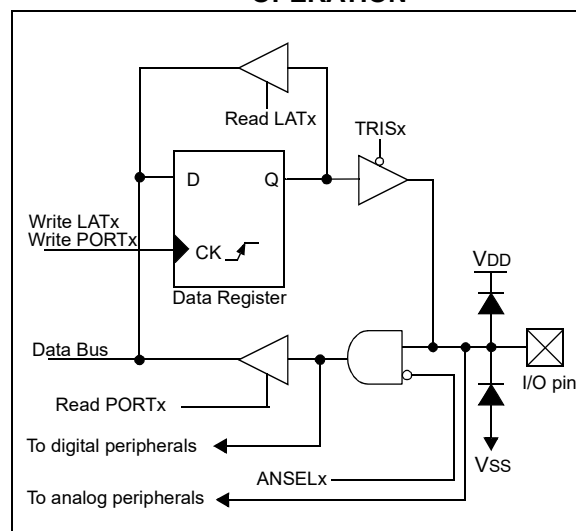 OPERATION
Read LATx
TRISx
D
Q
Write LATx
Write PORTx
CK
Data Register
VDD
Data Bus
I/O pin
Read PORTx
To digital peripherals
ANSELx
VSS
To analog peripherals